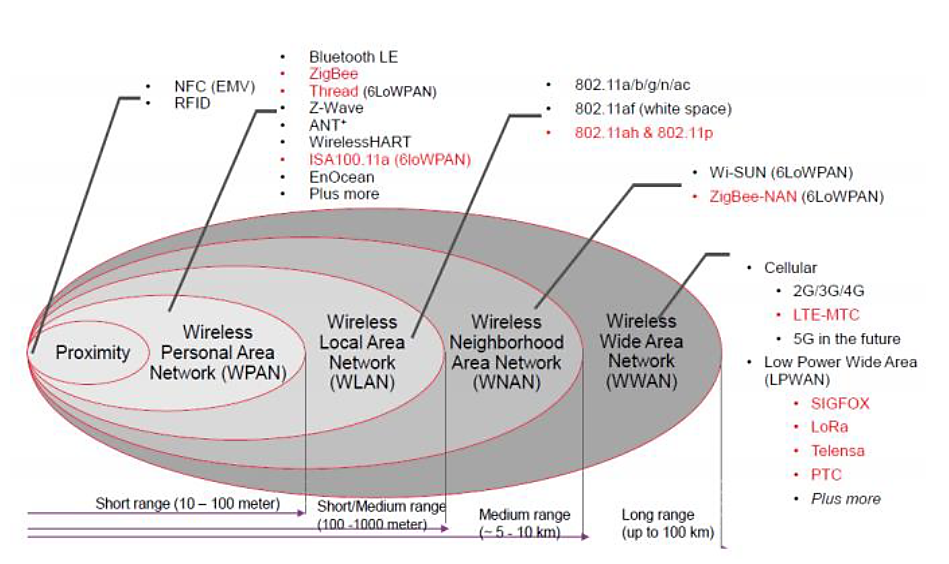 NFC (EMV)
RFID
Bluetooth LE
ZigBee
Thread (6LoWPAN)
Z-Wave
ANT+
WirelessHART
ISA100.11a (6loWPAN)
EnOcean
Plus more
802.11a/b/g/n/ac
802.11af (white space)
802.11ah & 802.11p
Wi-SUN (6LoWPAN)
ZigBee-NAN (6LoWPAN)
Cellular
2G/3G/4G
LTE-MTC
5G in the future
Low Power Wide Area
(LPWAN)
SIGFOX
LoRa
Telensa
PTC
Plus more
Proximity
Wireless
Personal Area
Network (WPAN)
Wireless
Local Area
Network
(WLAN)
Wireless
Neighborhood
Area Network
(WNAN)
Wireless
Wide Area
Network
(WWAN)
Short range (10 – 100 meter)
Short/Medium range
(100 -1000 meter)
Medium range
(~ 5 - 10 km)
Long range
(up to 100 km)